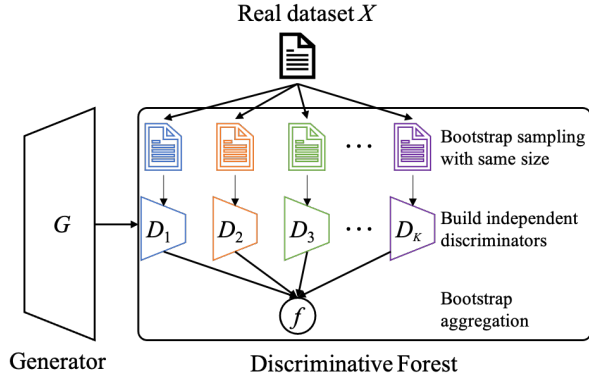 Real dataset X
Bootstrap sampling
with same size
G
D1 D2 D3 ··· DK
Build independent
discriminators
f
Bootstrap
aggregation
Generator
Discriminative Forest